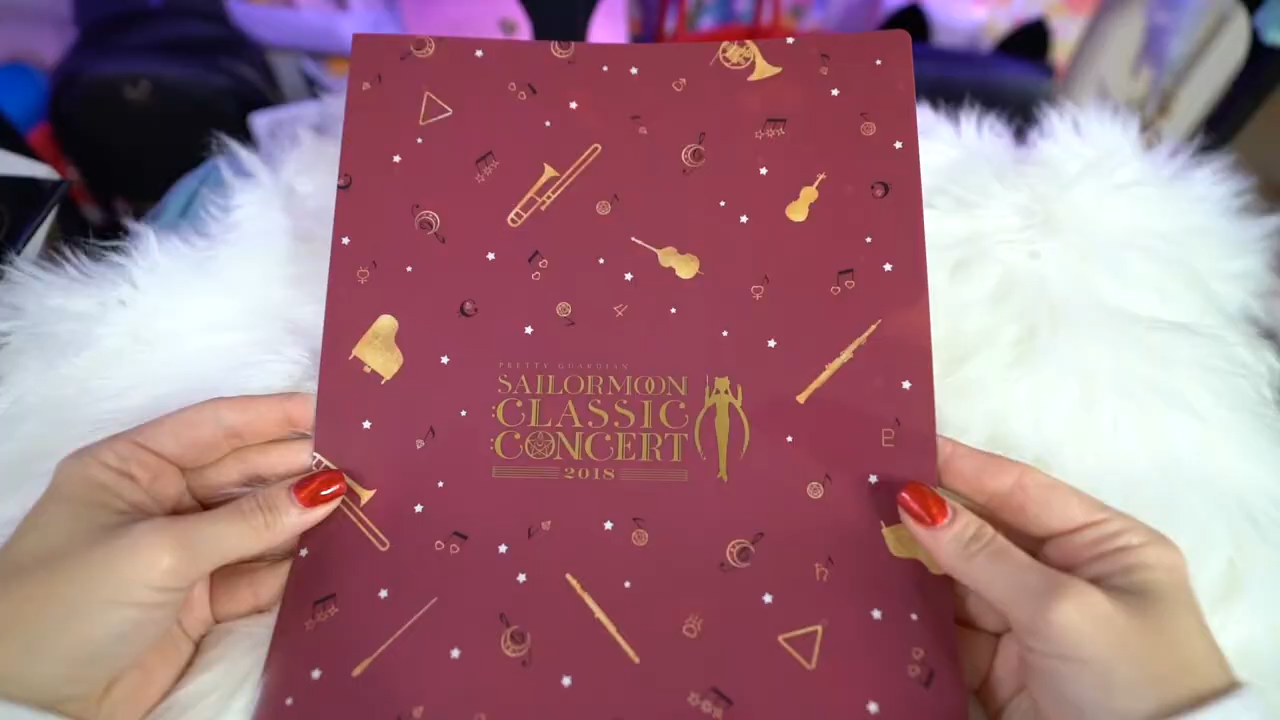 PRETTY GUARDIAN
SAILORMOON
CLASSIC
CONCERT
2018